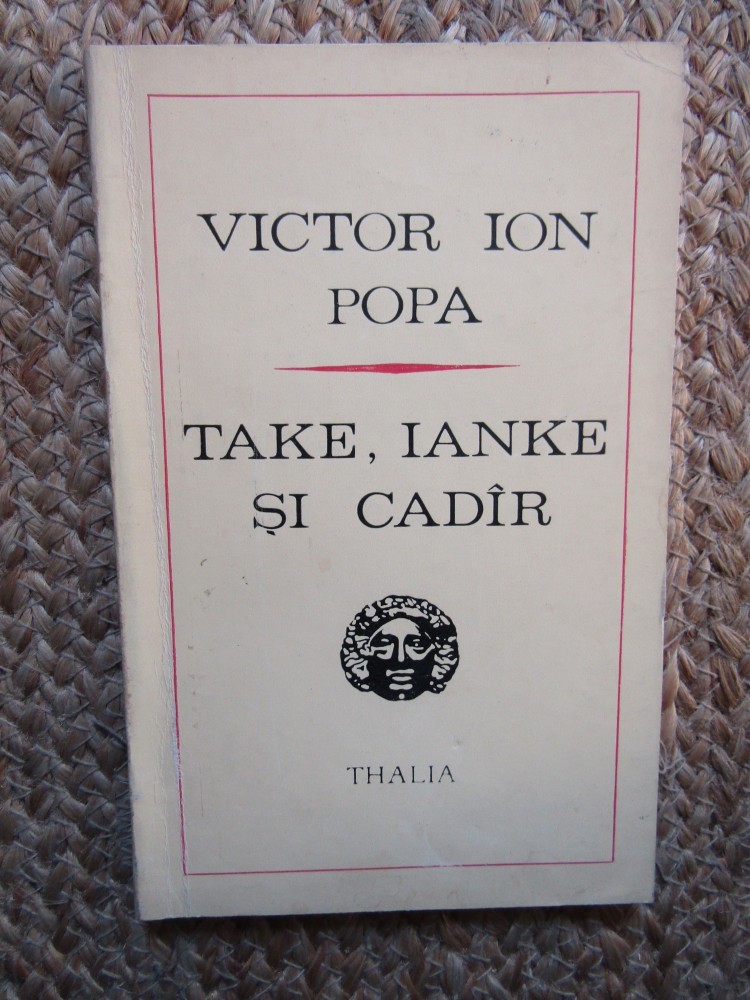 VICTOR ION
POPA
TAKE, IANKE
ȘI CADÎR
THALIA